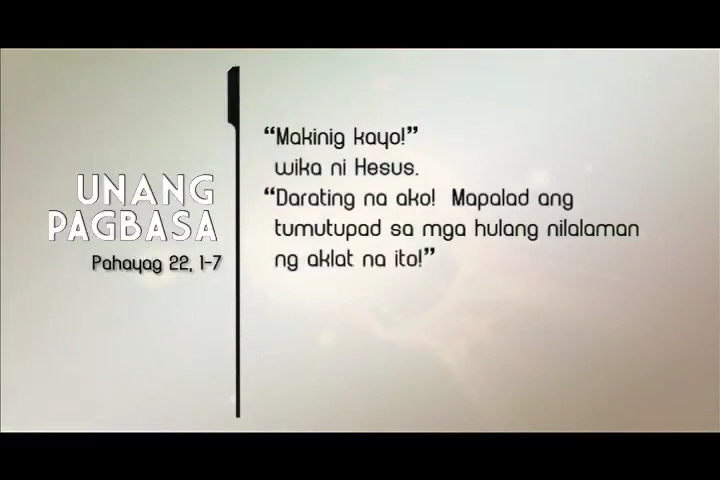 UNANG
PAGBASA
Pahayag 22, 1-7
“Makinig kayo!”
wika ni Hesus.
“Darating na ako! Mapalad ang
tumutupad sa mga hulang nilalaman
ng aklat na ito!”